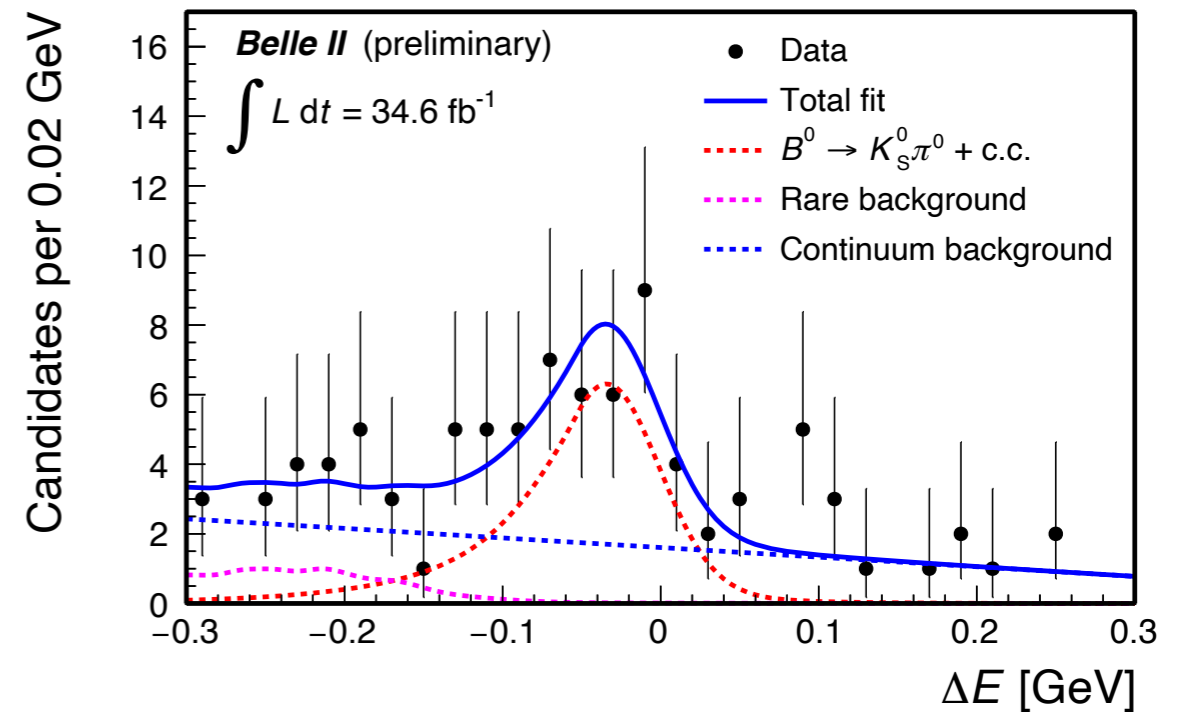 Candidates per 0.02 GeV
16
14
12
10
8
6
4
2
0
Belle II (preliminary)
∫ L dt = 34.6 fb⁻¹
Data
Total fit
B⁰ → K⁰_S π⁰ + c.c.
Rare background
Continuum background
−0.3 −0.2 −0.1 0 0.1 0.2 0.3
ΔE [GeV]